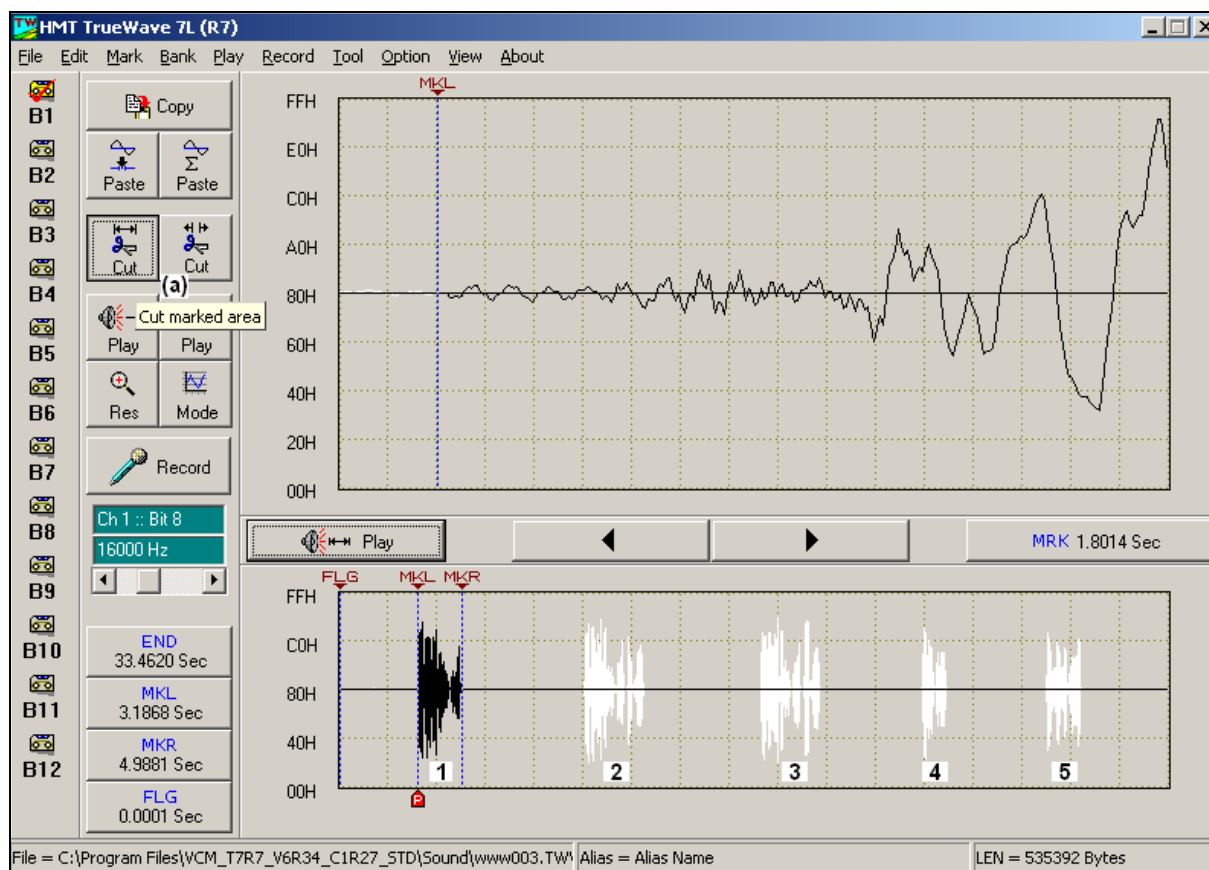 HMT TrueWave 7L (R7)
File Edit Mark Bank Play Record Tool Option View About
B1
B2
B3
B4
B5
B6
B7
B8
B9
B10
B11
B12
Copy
Paste Paste
Cut Cut
(a)
Cut marked area
Play Play
Res Mode
Record
Ch 1 :: Bit 8
16000 Hz
END
33.4620 Sec
MKL
3.1868 Sec
MKR
4.9881 Sec
FLG
0.0001 Sec
MKL
FFH
E0H
C0H
A0H
80H
60H
40H
20H
00H
Play
MRK 1.8014 Sec
FLG MKL MKR
FFH
C0H
80H
40H
00H
1 2 3 4 5
P
File = C:\Program Files\VCM_T7R7_V6R34_C1R27_STD\Sound\www003.TW
Alias = Alias Name
LEN = 535392 Bytes